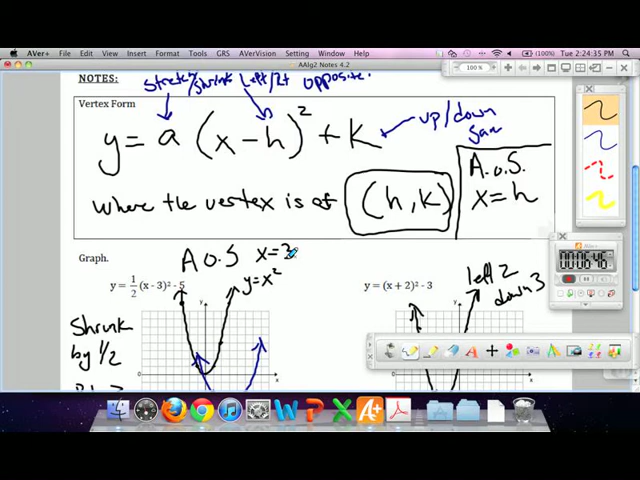 AVer+ File Edit View Insert Format Tools GRS AVerVision Setting Window Help (100%) Tue 2:24:35 PM
AAlg2 Notes 4.2
100 %
NOTES:
stretch/shrink left/rt opposite.
Vertex Form
y = a (x - h)² + k
up/down
same
where the vertex is at (h, k)
A.o.S.
x = h
00:06:46
Graph.
A.o.S x=3
y=x²
y = 1/2 (x - 3)² - 5
y = (x + 2)² - 3
left 2
down 3
Shrink
by 1/2
y
x
y
x